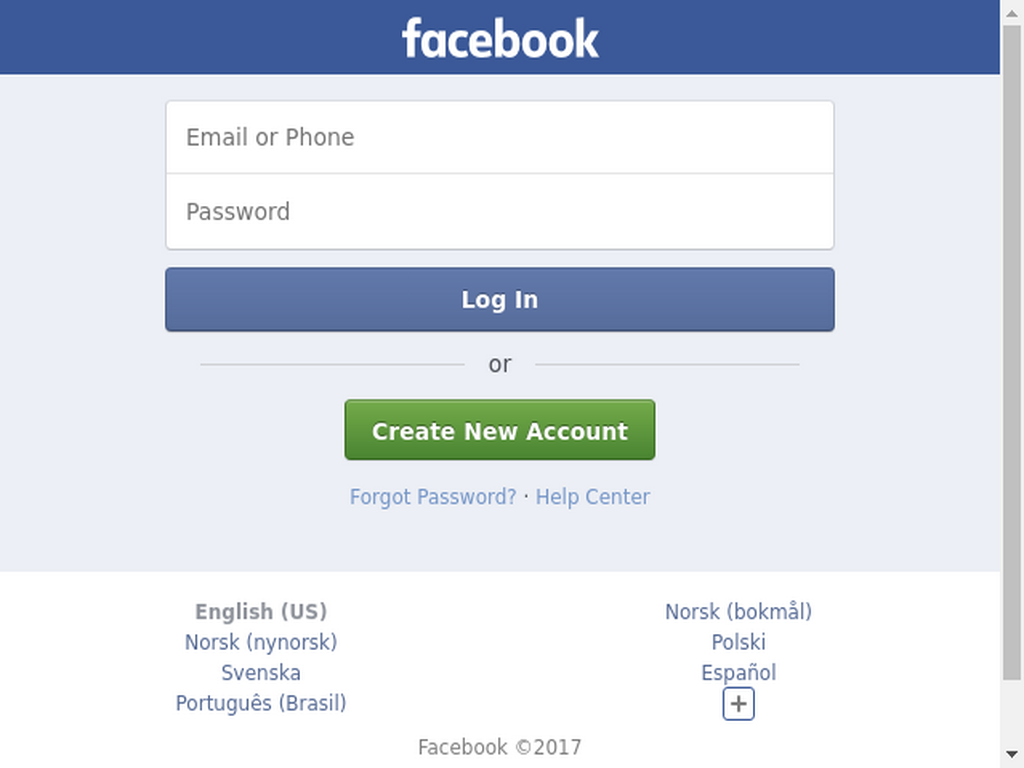 facebook
Email or Phone
Password
Log In
or
Create New Account
Forgot Password? · Help Center
English (US)
Norsk (bokmål)
Norsk (nynorsk)
Polski
Svenska
Español
Português (Brasil)
+
Facebook ©2017